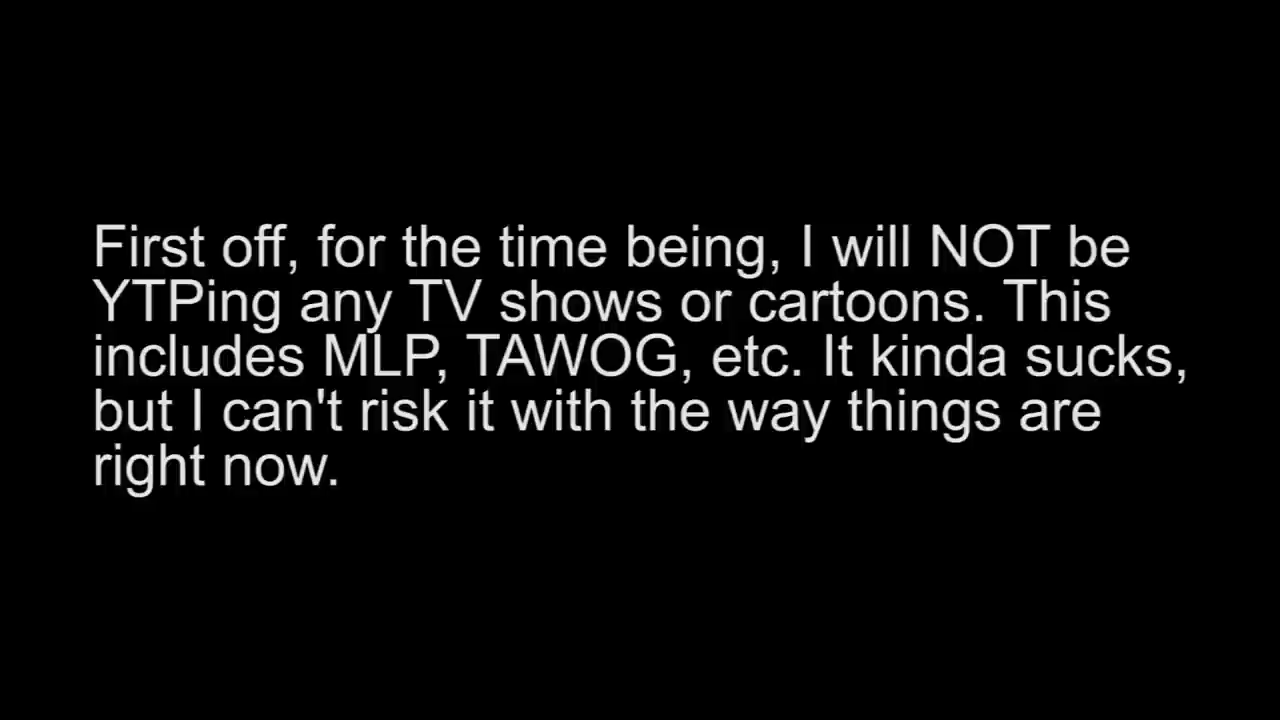 First off, for the time being, I will NOT be
YTPing any TV shows or cartoons. This
includes MLP, TAWOG, etc. It kinda sucks,
but I can't risk it with the way things are
right now.